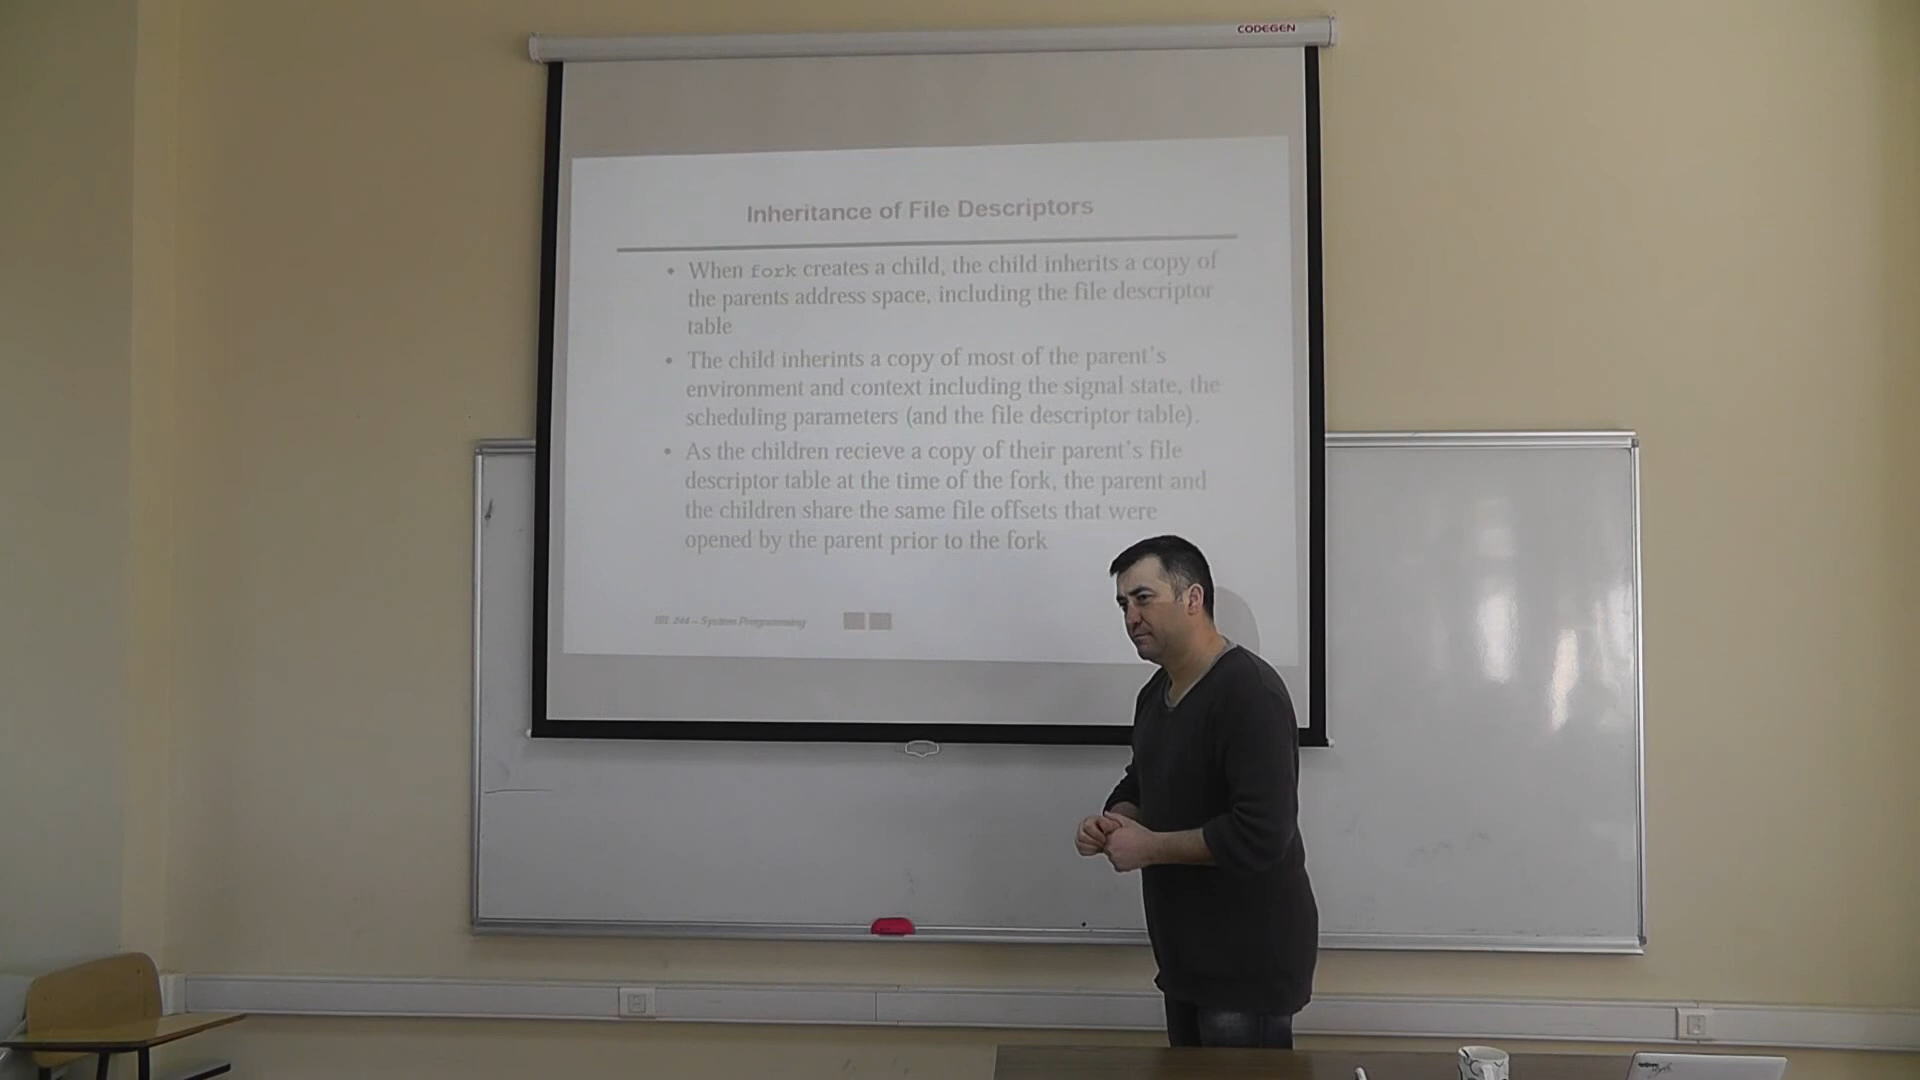 CODEGEN
Inheritance of File Descriptors
• When fork creates a child, the child inherits a copy of
the parents address space, including the file descriptor
table
• The child inherints a copy of most of the parent's
environment and context including the signal state, the
scheduling parameters (and the file descriptor table).
• As the children recieve a copy of their parent's file
descriptor table at the time of the fork, the parent and
the children share the same file offsets that were
opened by the parent prior to the fork
244 – System Programming